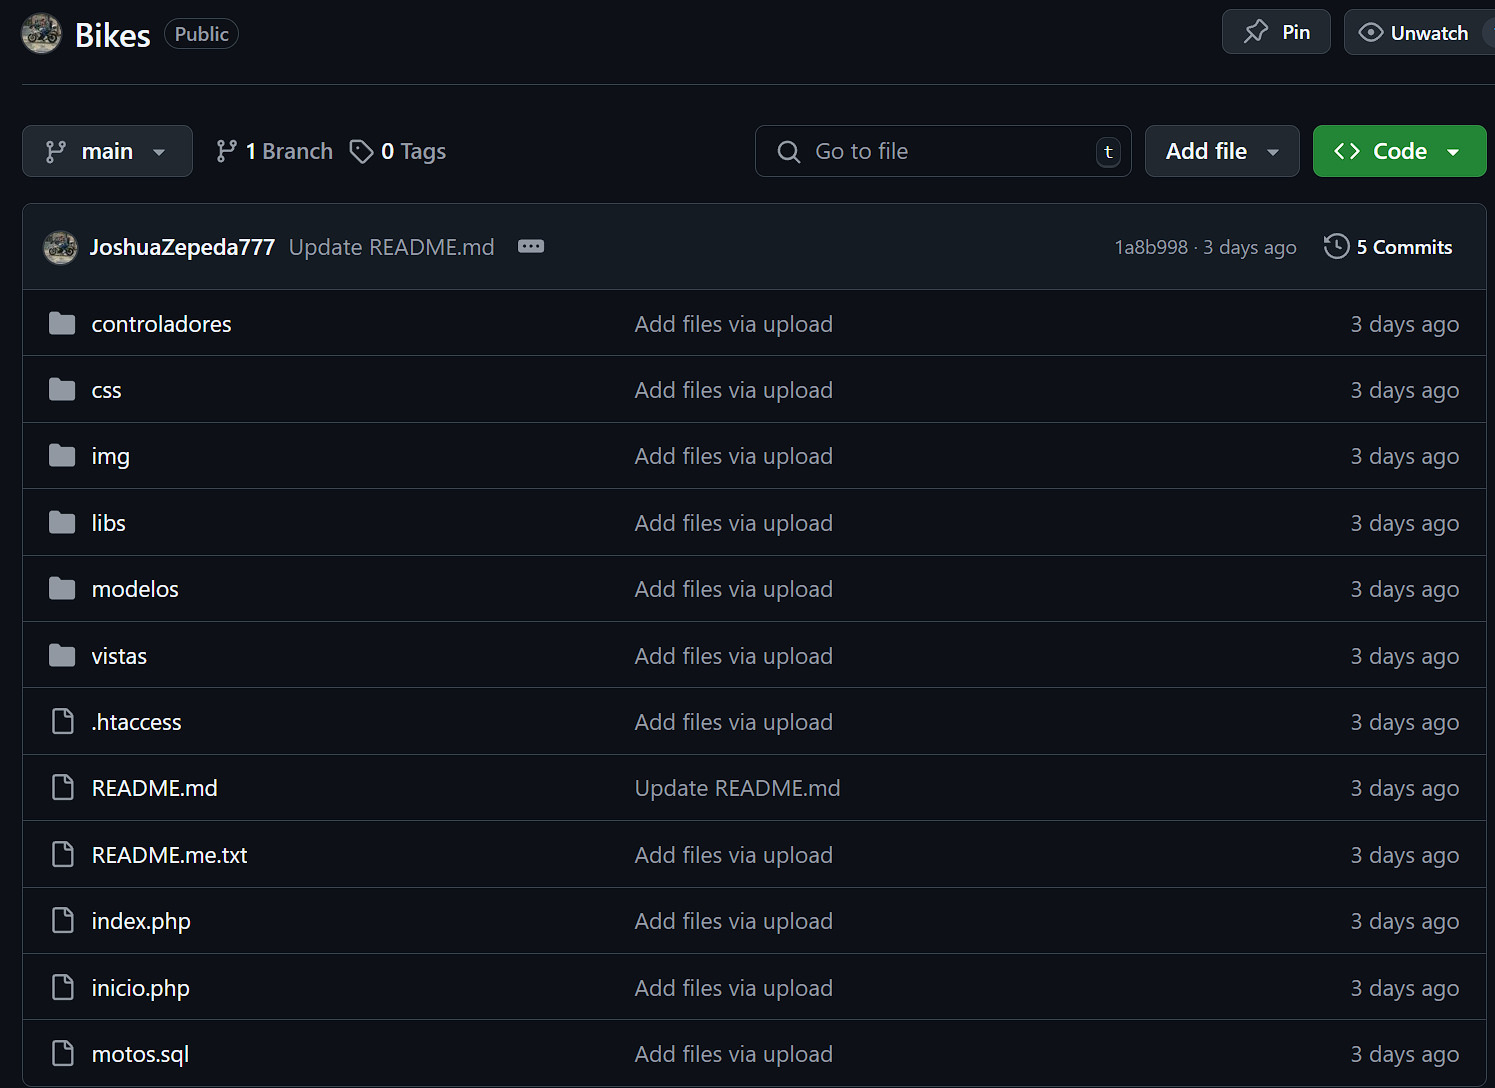 Bikes Public Pin Unwatch
main 1 Branch 0 Tags Go to file t Add file Code
JoshuaZepeda777 Update README.md 1a8b998 · 3 days ago 5 Commits
controladores Add files via upload 3 days ago
css Add files via upload 3 days ago
img Add files via upload 3 days ago
libs Add files via upload 3 days ago
modelos Add files via upload 3 days ago
vistas Add files via upload 3 days ago
.htaccess Add files via upload 3 days ago
README.md Update README.md 3 days ago
README.me.txt Add files via upload 3 days ago
index.php Add files via upload 3 days ago
inicio.php Add files via upload 3 days ago
motos.sql Add files via upload 3 days ago